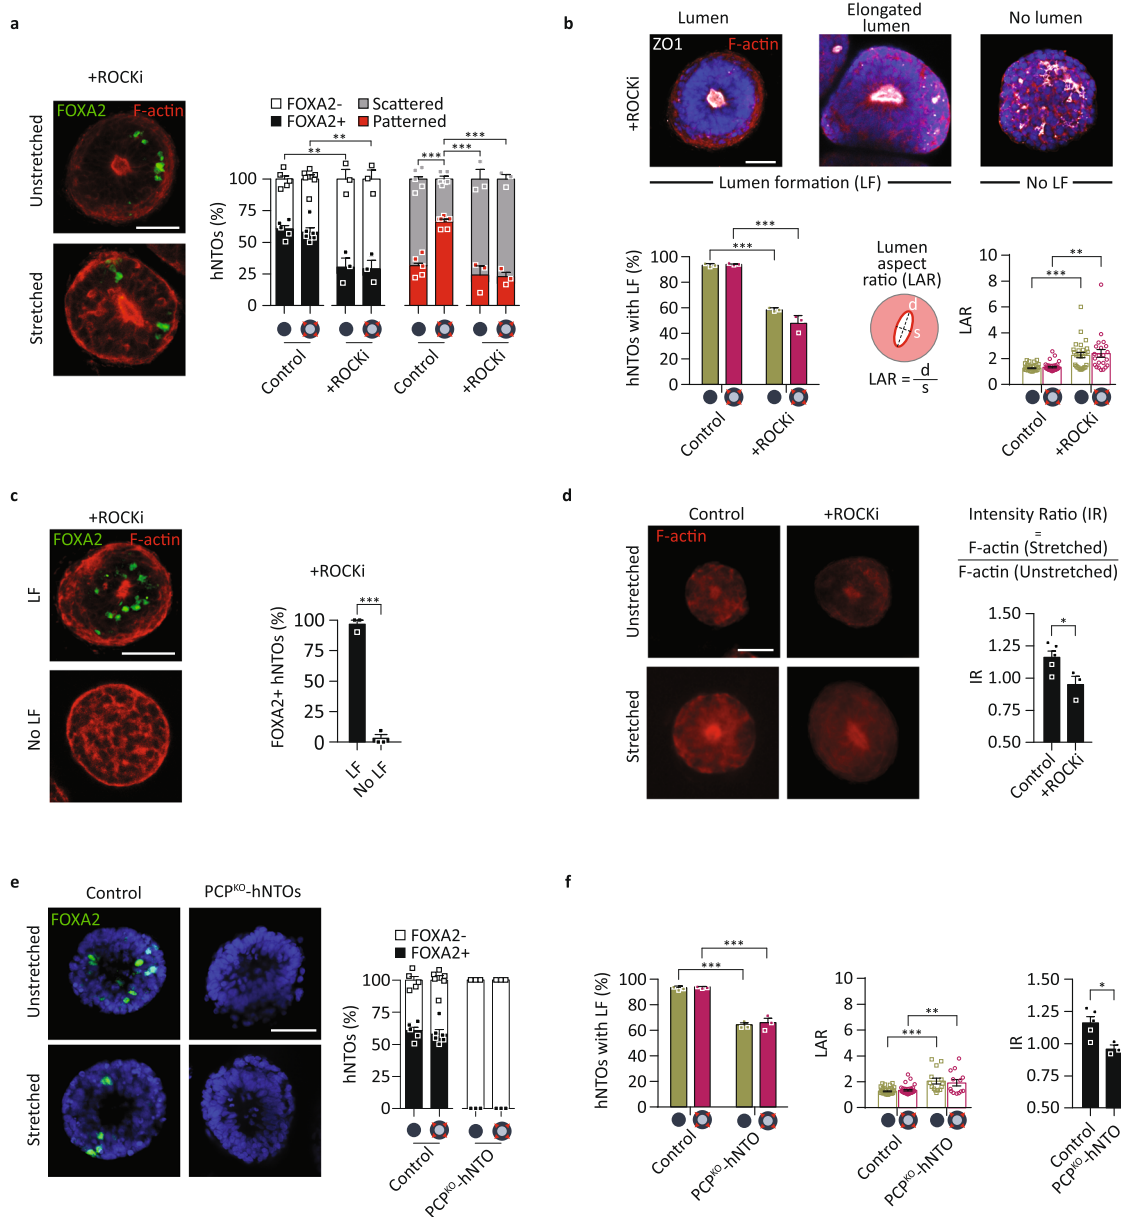 a
+ROCKi
FOXA2 F-actin
Unstretched
Stretched
FOXA2-
FOXA2+
Scattered
Patterned
** ** *** *** ***
hNTOs (%)
100
75
50
25
0
Control
+ROCKi
Control
+ROCKi
b
Lumen
Elongated
lumen
No lumen
ZO1 F-actin
+ROCKi
Lumen formation (LF)
No LF
hNTOs with LF (%)
100
80
60
40
20
0
***
***
Control
+ROCKi
Lumen
aspect
ratio (LAR)
d
s
LAR = d
s
LAR
10
8
6
4
2
0
**
***
Control
+ROCKi
c
+ROCKi
FOXA2 F-actin
LF
No LF
+ROCKi
***
FOXA2+ hNTOs (%)
100
75
50
25
0
LF
No LF
d
Control
+ROCKi
F-actin
Unstretched
Stretched
Intensity Ratio (IR)
=
F-actin (Stretched)
F-actin (Unstretched)
IR
1.50
1.25
1.00
0.75
0.50
*
Control
+ROCKi
e
Control
PCPKO-hNTOs
FOXA2
Unstretched
Stretched
FOXA2-
FOXA2+
hNTOs (%)
100
50
0
Control
PCPKO-hNTO
f
hNTOs with LF (%)
100
80
60
40
20
0
***
***
Control
PCPKO-hNTO
LAR
10
8
6
4
2
0
**
***
Control
PCPKO-hNTO
IR
1.50
1.25
1.00
0.75
0.50
*
Control
PCPKO-hNTO